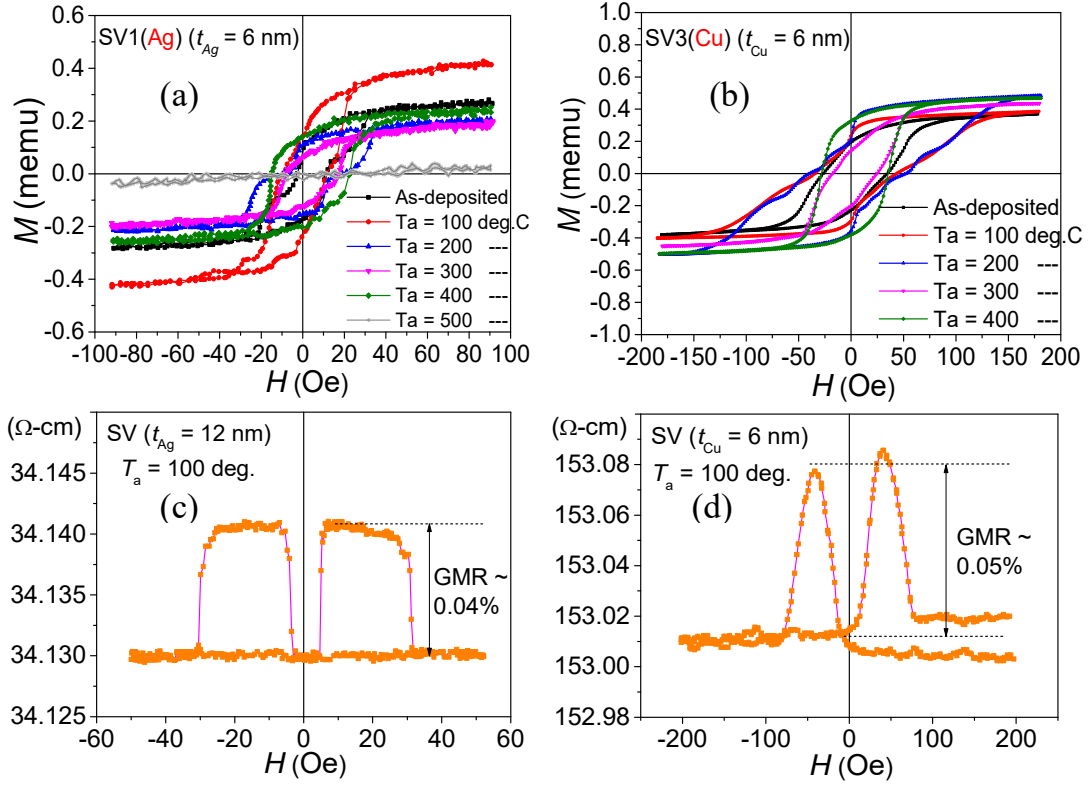 SV1(Ag) (t_Ag = 6 nm)
(a)
M (memu)
0.6
0.4
0.2
0.0
-0.2
-0.4
-0.6
As-deposited
Ta = 100 deg.C
Ta = 200 ---
Ta = 300 ---
Ta = 400 ---
Ta = 500 ---
-100 -80 -60 -40 -20 0 20 40 60 80 100
H (Oe)
SV3(Cu) (t_Cu = 6 nm)
(b)
M (memu)
1.0
0.8
0.6
0.4
0.2
0.0
-0.2
-0.4
-0.6
-0.8
-1.0
As-deposited
Ta = 100 deg.C
Ta = 200 ---
Ta = 300 ---
Ta = 400 ---
-200 -150 -100 -50 0 50 100 150 200
H (Oe)
(Ω-cm)
SV (t_Ag = 12 nm)
T_a = 100 deg.
(c)
34.145
34.140
34.135
34.130
34.125
GMR ~
0.04%
-60 -40 -20 0 20 40 60
H (Oe)
(Ω-cm)
SV (t_Cu = 6 nm)
T_a = 100 deg.
(d)
153.08
153.06
153.04
153.02
153.00
152.98
GMR ~
0.05%
-200 -100 0 100 200
H (Oe)